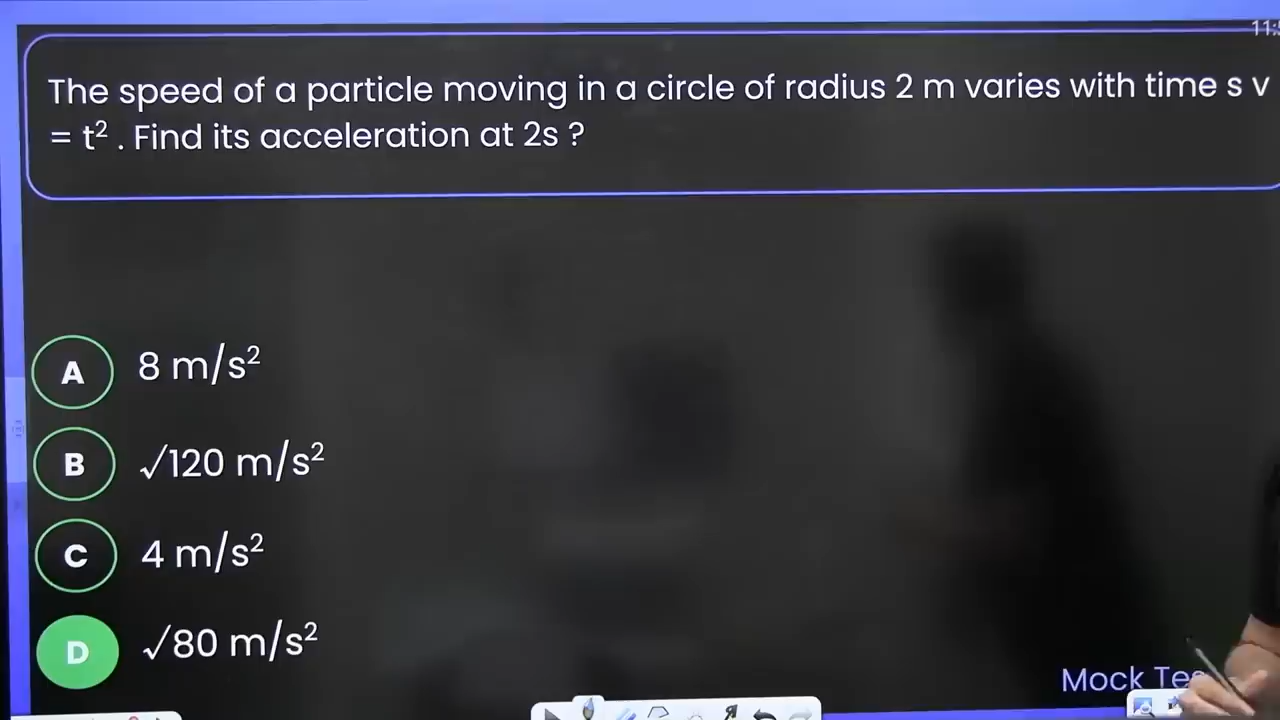 The speed of a particle moving in a circle of radius 2 m varies with time s v
= t² . Find its acceleration at 2s ?
A 8 m/s²
B √120 m/s²
C 4 m/s²
D √80 m/s²
Mock